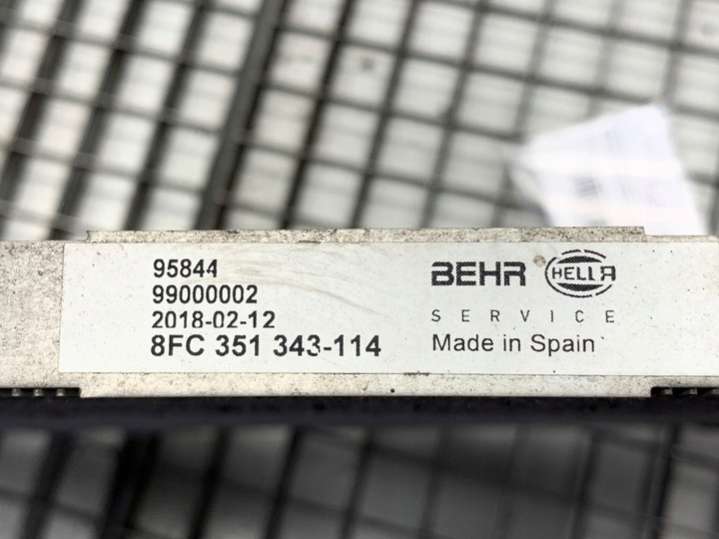 95844
99000002
2018-02-12
8FC 351 343-114
BEHR HELLA
SERVICE
Made in Spain